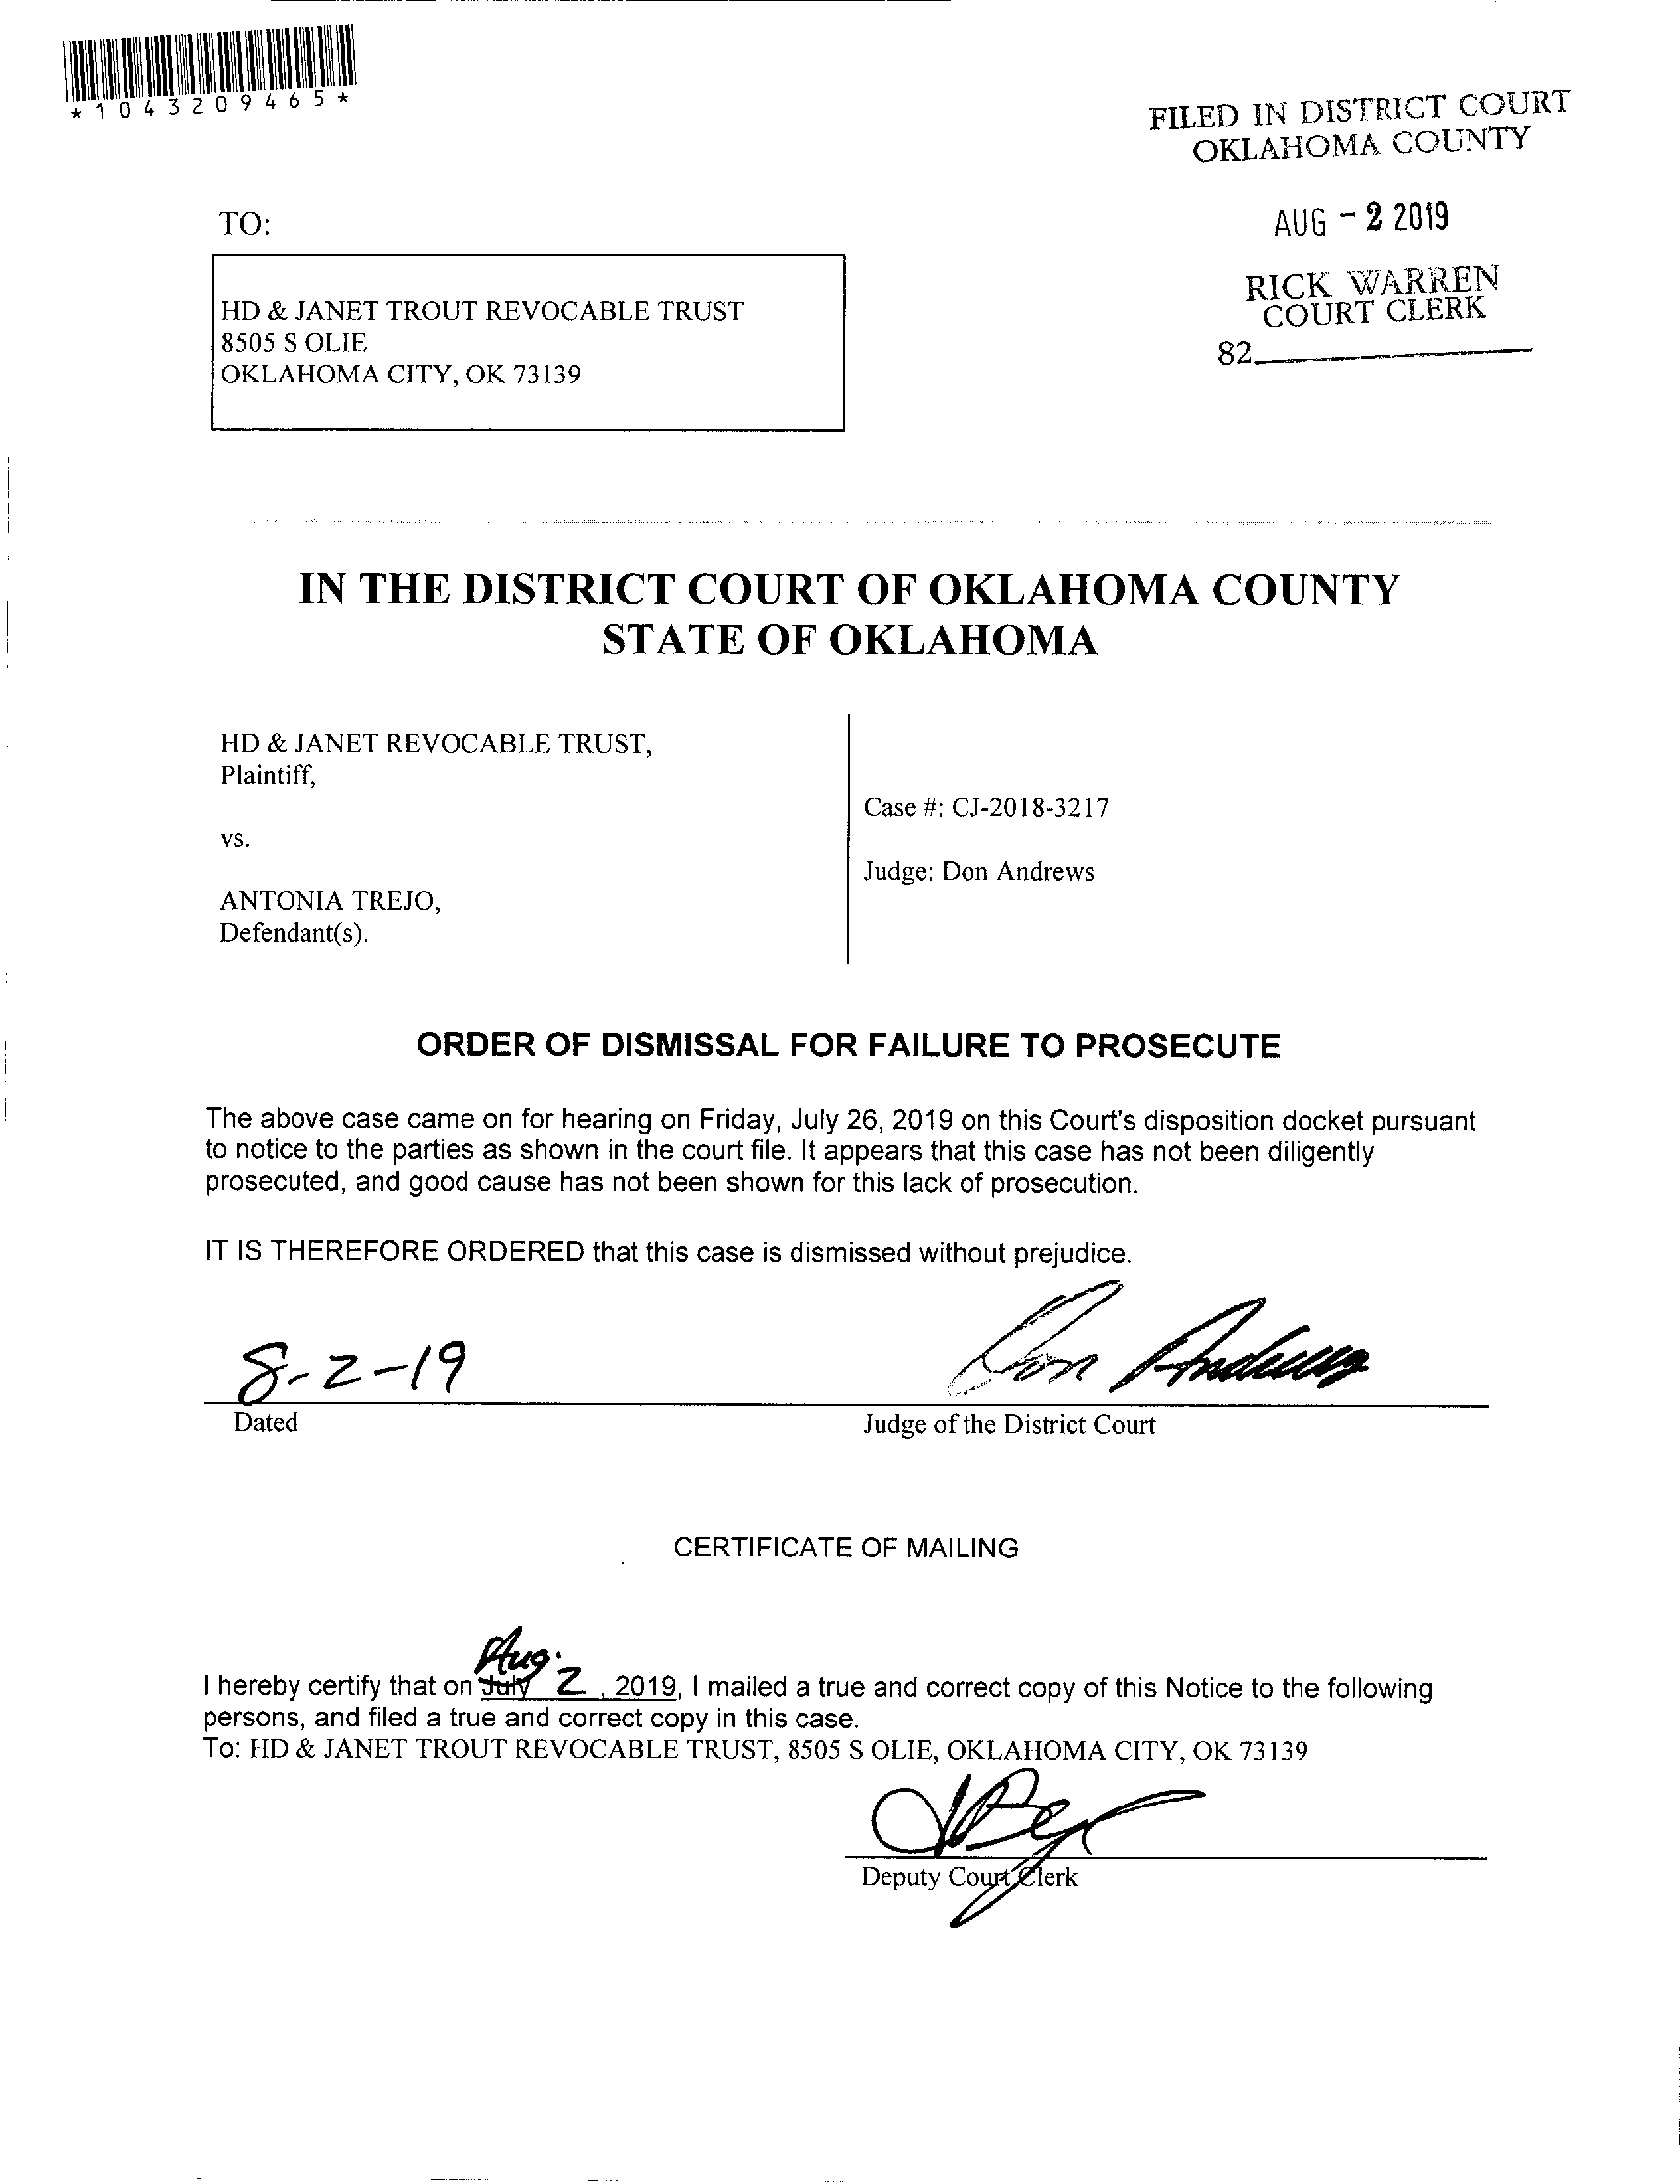 *1043209465*
FILED IN DISTRICT COURT
OKLAHOMA COUNTY
AUG - 2 2019
RICK WARREN
COURT CLERK
82
TO:
HD & JANET TROUT REVOCABLE TRUST
8505 S OLIE
OKLAHOMA CITY, OK 73139
IN THE DISTRICT COURT OF OKLAHOMA COUNTY
STATE OF OKLAHOMA
HD & JANET REVOCABLE TRUST,
Plaintiff,
vs.
ANTONIA TREJO,
Defendant(s).
Case #: CJ-2018-3217
Judge: Don Andrews
ORDER OF DISMISSAL FOR FAILURE TO PROSECUTE
The above case came on for hearing on Friday, July 26, 2019 on this Court's disposition docket pursuant
to notice to the parties as shown in the court file. It appears that this case has not been diligently
prosecuted, and good cause has not been shown for this lack of prosecution.
IT IS THEREFORE ORDERED that this case is dismissed without prejudice.
8-2-19
Don Andrews
Dated
Judge of the District Court
CERTIFICATE OF MAILING
Aug.
I hereby certify that on July 2, 2019, I mailed a true and correct copy of this Notice to the following
persons, and filed a true and correct copy in this case.
To: HD & JANET TROUT REVOCABLE TRUST, 8505 S OLIE, OKLAHOMA CITY, OK 73139
Deputy Court Clerk